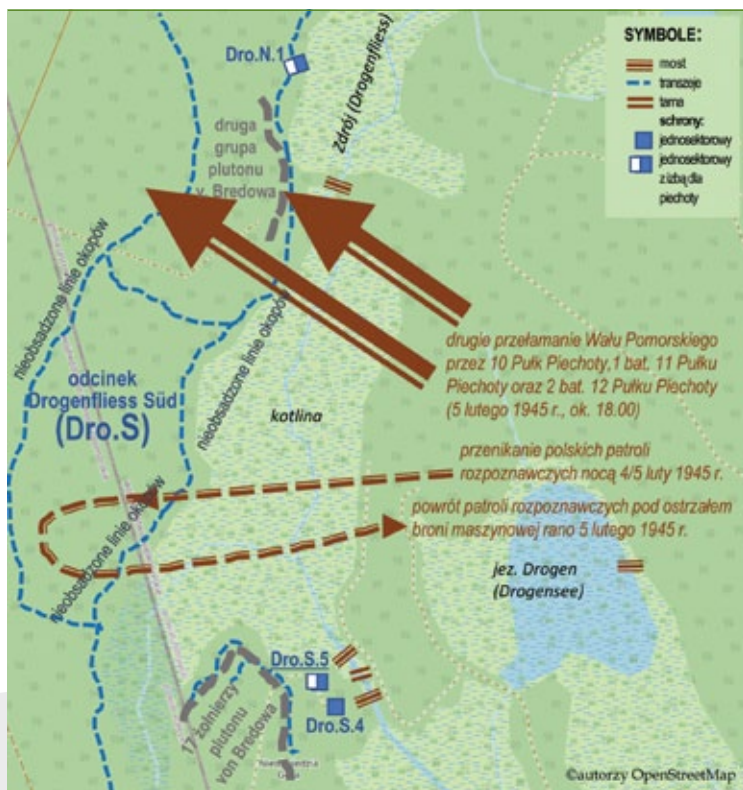 SYMBOLE:
most
transzeje
tama
schrony:
jednosektorowy
jednosektorowy
z izbą dla
piechoty
Dro.N.1
Zdrój (Drogenfliess)
druga
grupa
plutonu
v. Bredowa
nieobsadzone linie okopów
nieobsadzone linie okopów
drugie przełamanie Wału Pomorskiego
przez 10 Pułk Piechoty,1 bat. 11 Pułku
Piechoty oraz 2 bat. 12 Pułku Piechoty
(5 lutego 1945 r., ok. 18.00)
odcinek
Drogenfliess Süd
(Dro.S)
kotlina
przenikanie polskich patroli
rozpoznawczych nocą 4/5 luty 1945 r.
powrót patroli rozpoznawczych pod ostrzałem
broni maszynowej rano 5 lutego 1945 r.
nieobsadzone linie okopów
jez. Drogen
(Drogensee)
Dro.S.5
Dro.S.4
17 żołnierzy
plutonu
von Bredowa
©autorzy OpenStreetMap